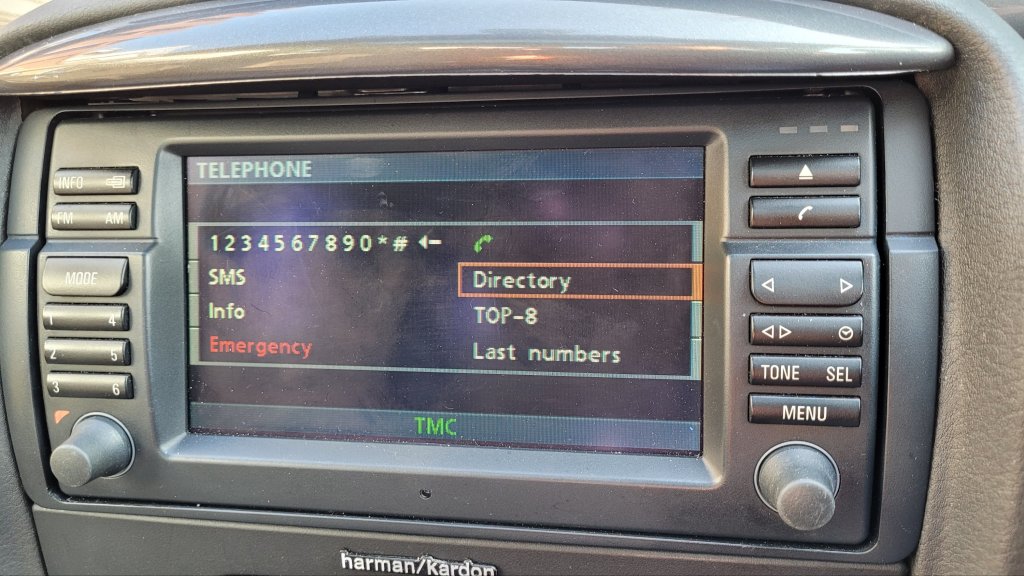 TELEPHONE
1234567890*#
SMS
Directory
Info
TOP-8
Emergency
Last numbers
TMC
INFO
FM AM
MODE
1 4
2 5
3 6
TONE SEL
MENU
harman/kardon